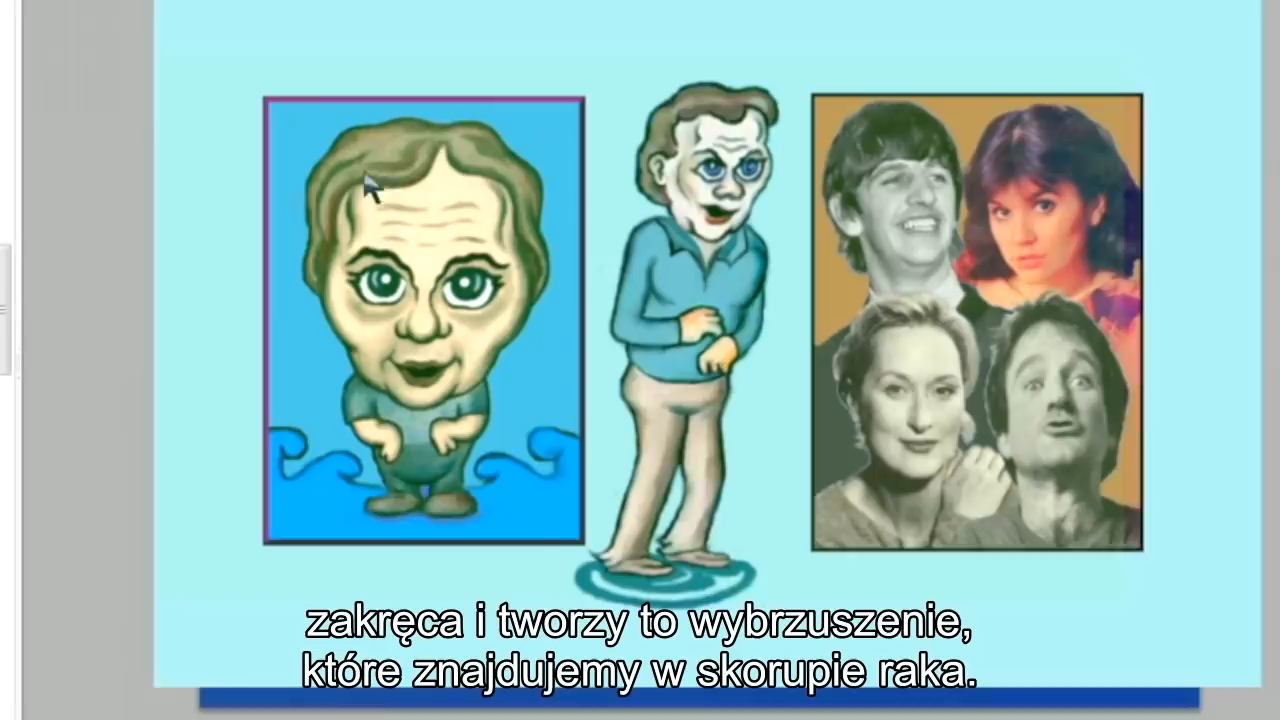 zakręca i tworzy to wybrzuszenie,
które znajdujemy w skorupie raka.